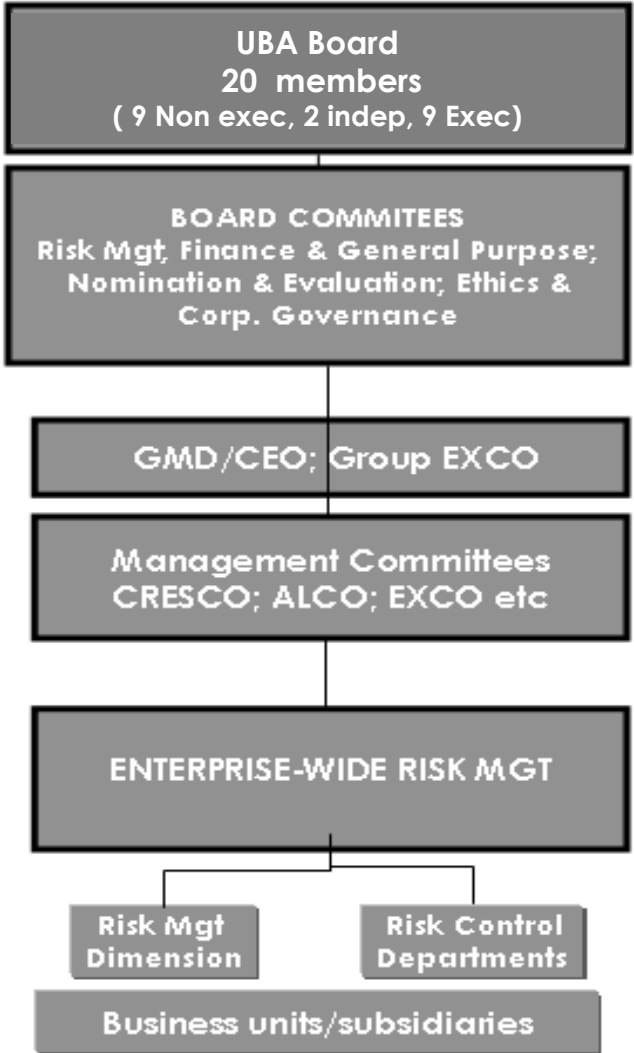 UBA Board
20 members
( 9 Non exec, 2 indep, 9 Exec)
BOARD COMMITEES
Risk Mgt, Finance & General Purpose;
Nomination & Evaluation; Ethics &
Corp. Governance
GMD/CEO; Group EXCO
Management Committees
CRESCO; ALCO; EXCO etc
ENTERPRISE-WIDE RISK MGT
Risk Mgt
Dimension
Risk Control
Departments
Business units/subsidiaries